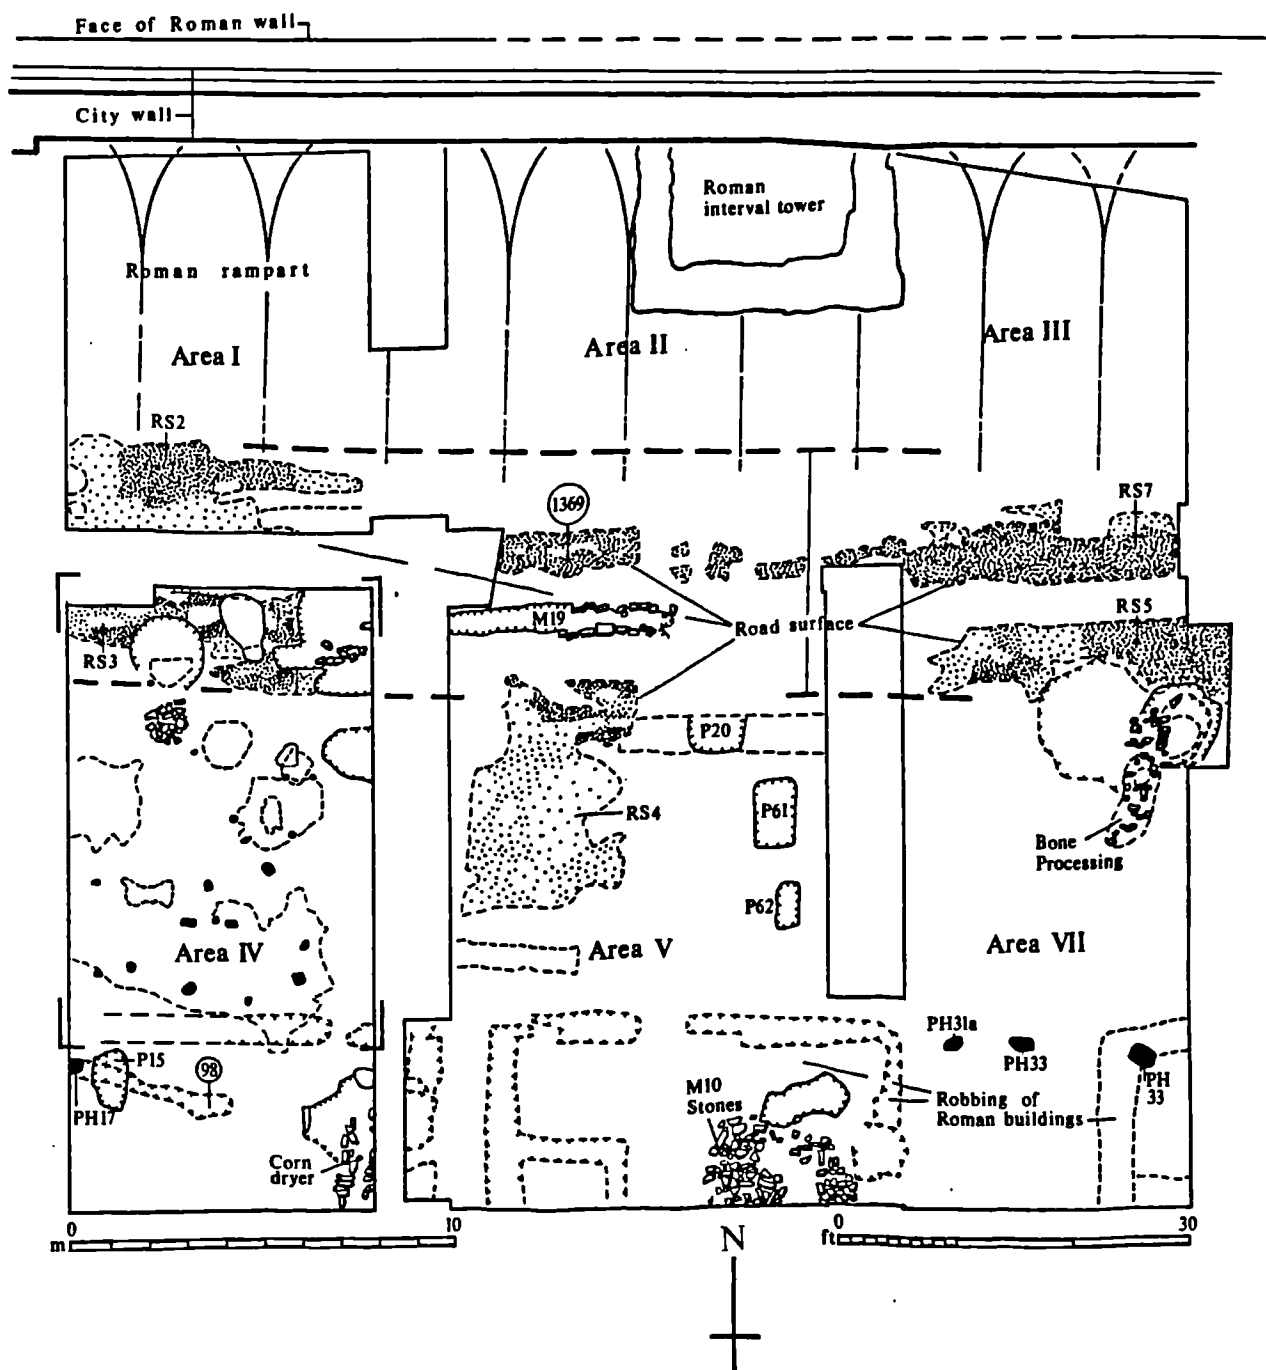 Face of Roman wall
City wall
Roman
interval tower
Roman rampart
Area I
Area II
Area III
RS2
1369
RS7
M19
Road surface
RS5
RS3
P20
RS4
P61
Bone
Processing
P62
Area IV
Area V
Area VII
P15
98
PH17
PH31a
PH33
PH
33
M10
Stones
Robbing of
Roman buildings
Corn
dryer
0
10
m
0
30
ft
N